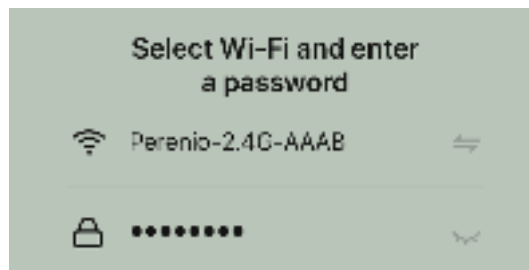 Select Wi-Fi and enter
a password
Perenio-2.4G-AAAB
•••••••••